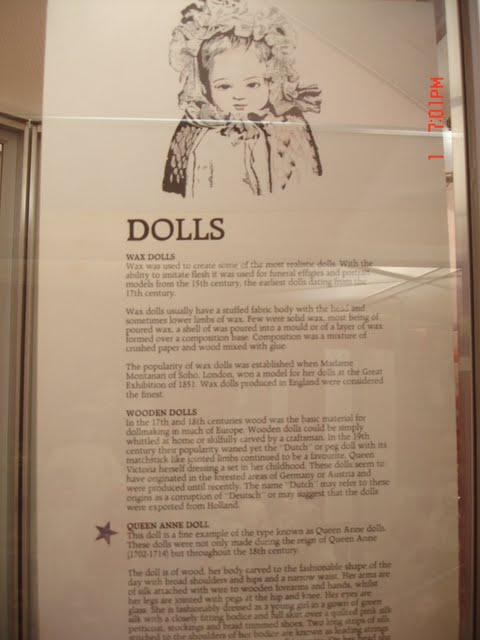 1 7:01PM
DOLLS
WAX DOLLS
Wax was used to create some of the most realistic dolls. With the
ability to imitate flesh it was used for funeral effigies and portrait
models from the 15th century, the earliest dolls dating from the
17th century.
Wax dolls usually have a stuffed fabric body with the head and
sometimes lower limbs of wax. Few were solid wax, most being of
poured wax, a shell of was poured into a mould or of a layer of wax
formed over a composition base. Composition was a mixture of
crushed paper and wood mixed with glue.
The popularity of wax dolls was established when Madame
Montanari of Soho, London, won a model for her dolls at the Great
Exhibition of 1851. Wax dolls produced in England were considered
the finest.
WOODEN DOLLS
In the 17th and 18th centuries wood was the basic material for
dollmaking in much of Europe. Wooden dolls could be simply
whittled at home or skilfully carved by a craftsman. In the 19th
century their popularity waned yet the "Dutch" or peg doll with its
matchstick like jointed limbs continued to be a favourite. Queen
Victoria herself dressing a set in her childhood. These dolls seem to
have originated in the forested areas of Germany or Austria and
were produced until recently. The name "Dutch" may refer to these
origins as a corruption of "Deutsch" or may suggest that the dolls
were exported from Holland.
QUEEN ANNE DOLL
This doll is a fine example of the type known as Queen Anne dolls.
These dolls were not only made during the reign of Queen Anne
(1702-1714) but throughout the 18th century.
The doll is of wood, her body carved to the fashionable shape of the
day with broad shoulders and hips and a narrow waist. Her arms are
of silk attached with wire to wooden forearms and hands, whilst
her legs are jointed with pegs at the hip and knee. Her eyes are
glass. She is fashionably dressed as a young girl in a gown of green
silk with a closely fitting bodice and full skirt over a quilted pink silk
petticoat, stockings and braid trimmed shoes. Two long strips of silk
attached to the shoulders of her bodice are known as leading strings